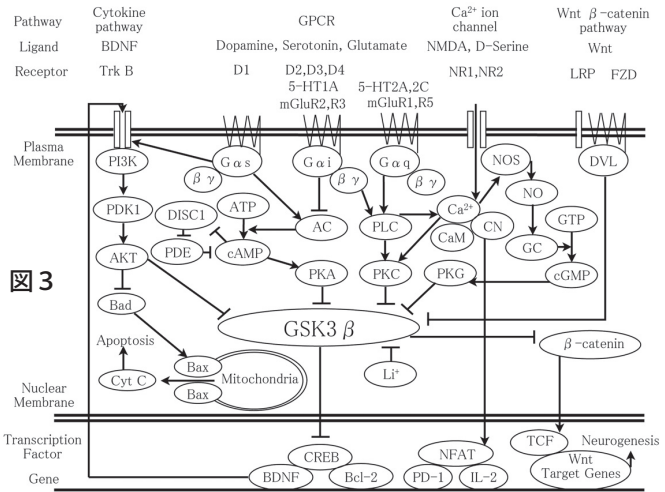 Pathway Cytokine pathway GPCR Ca²⁺ ion channel Wnt β-catenin pathway
Ligand BDNF Dopamine, Serotonin, Glutamate NMDA, D-Serine Wnt
Receptor Trk B D1 D2,D3,D4 5-HT1A mGluR2,R3 5-HT2A,2C mGluR1,R5 NR1,NR2 LRP FZD
Plasma Membrane
PI3K Gαs Gαi Gαq NOS DVL
βγ βγ βγ
NO
PDK1 DISC1 ATP Ca²⁺ GTP
AC PLC CaM CN
GC
AKT PDE cAMP
PKA PKC PKG cGMP
図3
Bad
GSK3β
Apoptosis
β-catenin
Bax Mitochondria Li⁺
Cyt C
Bax
Nuclear Membrane
Transcription Factor
CREB NFAT TCF Neurogenesis
Gene
BDNF Bcl-2 PD-1 IL-2 Wnt Target Genes